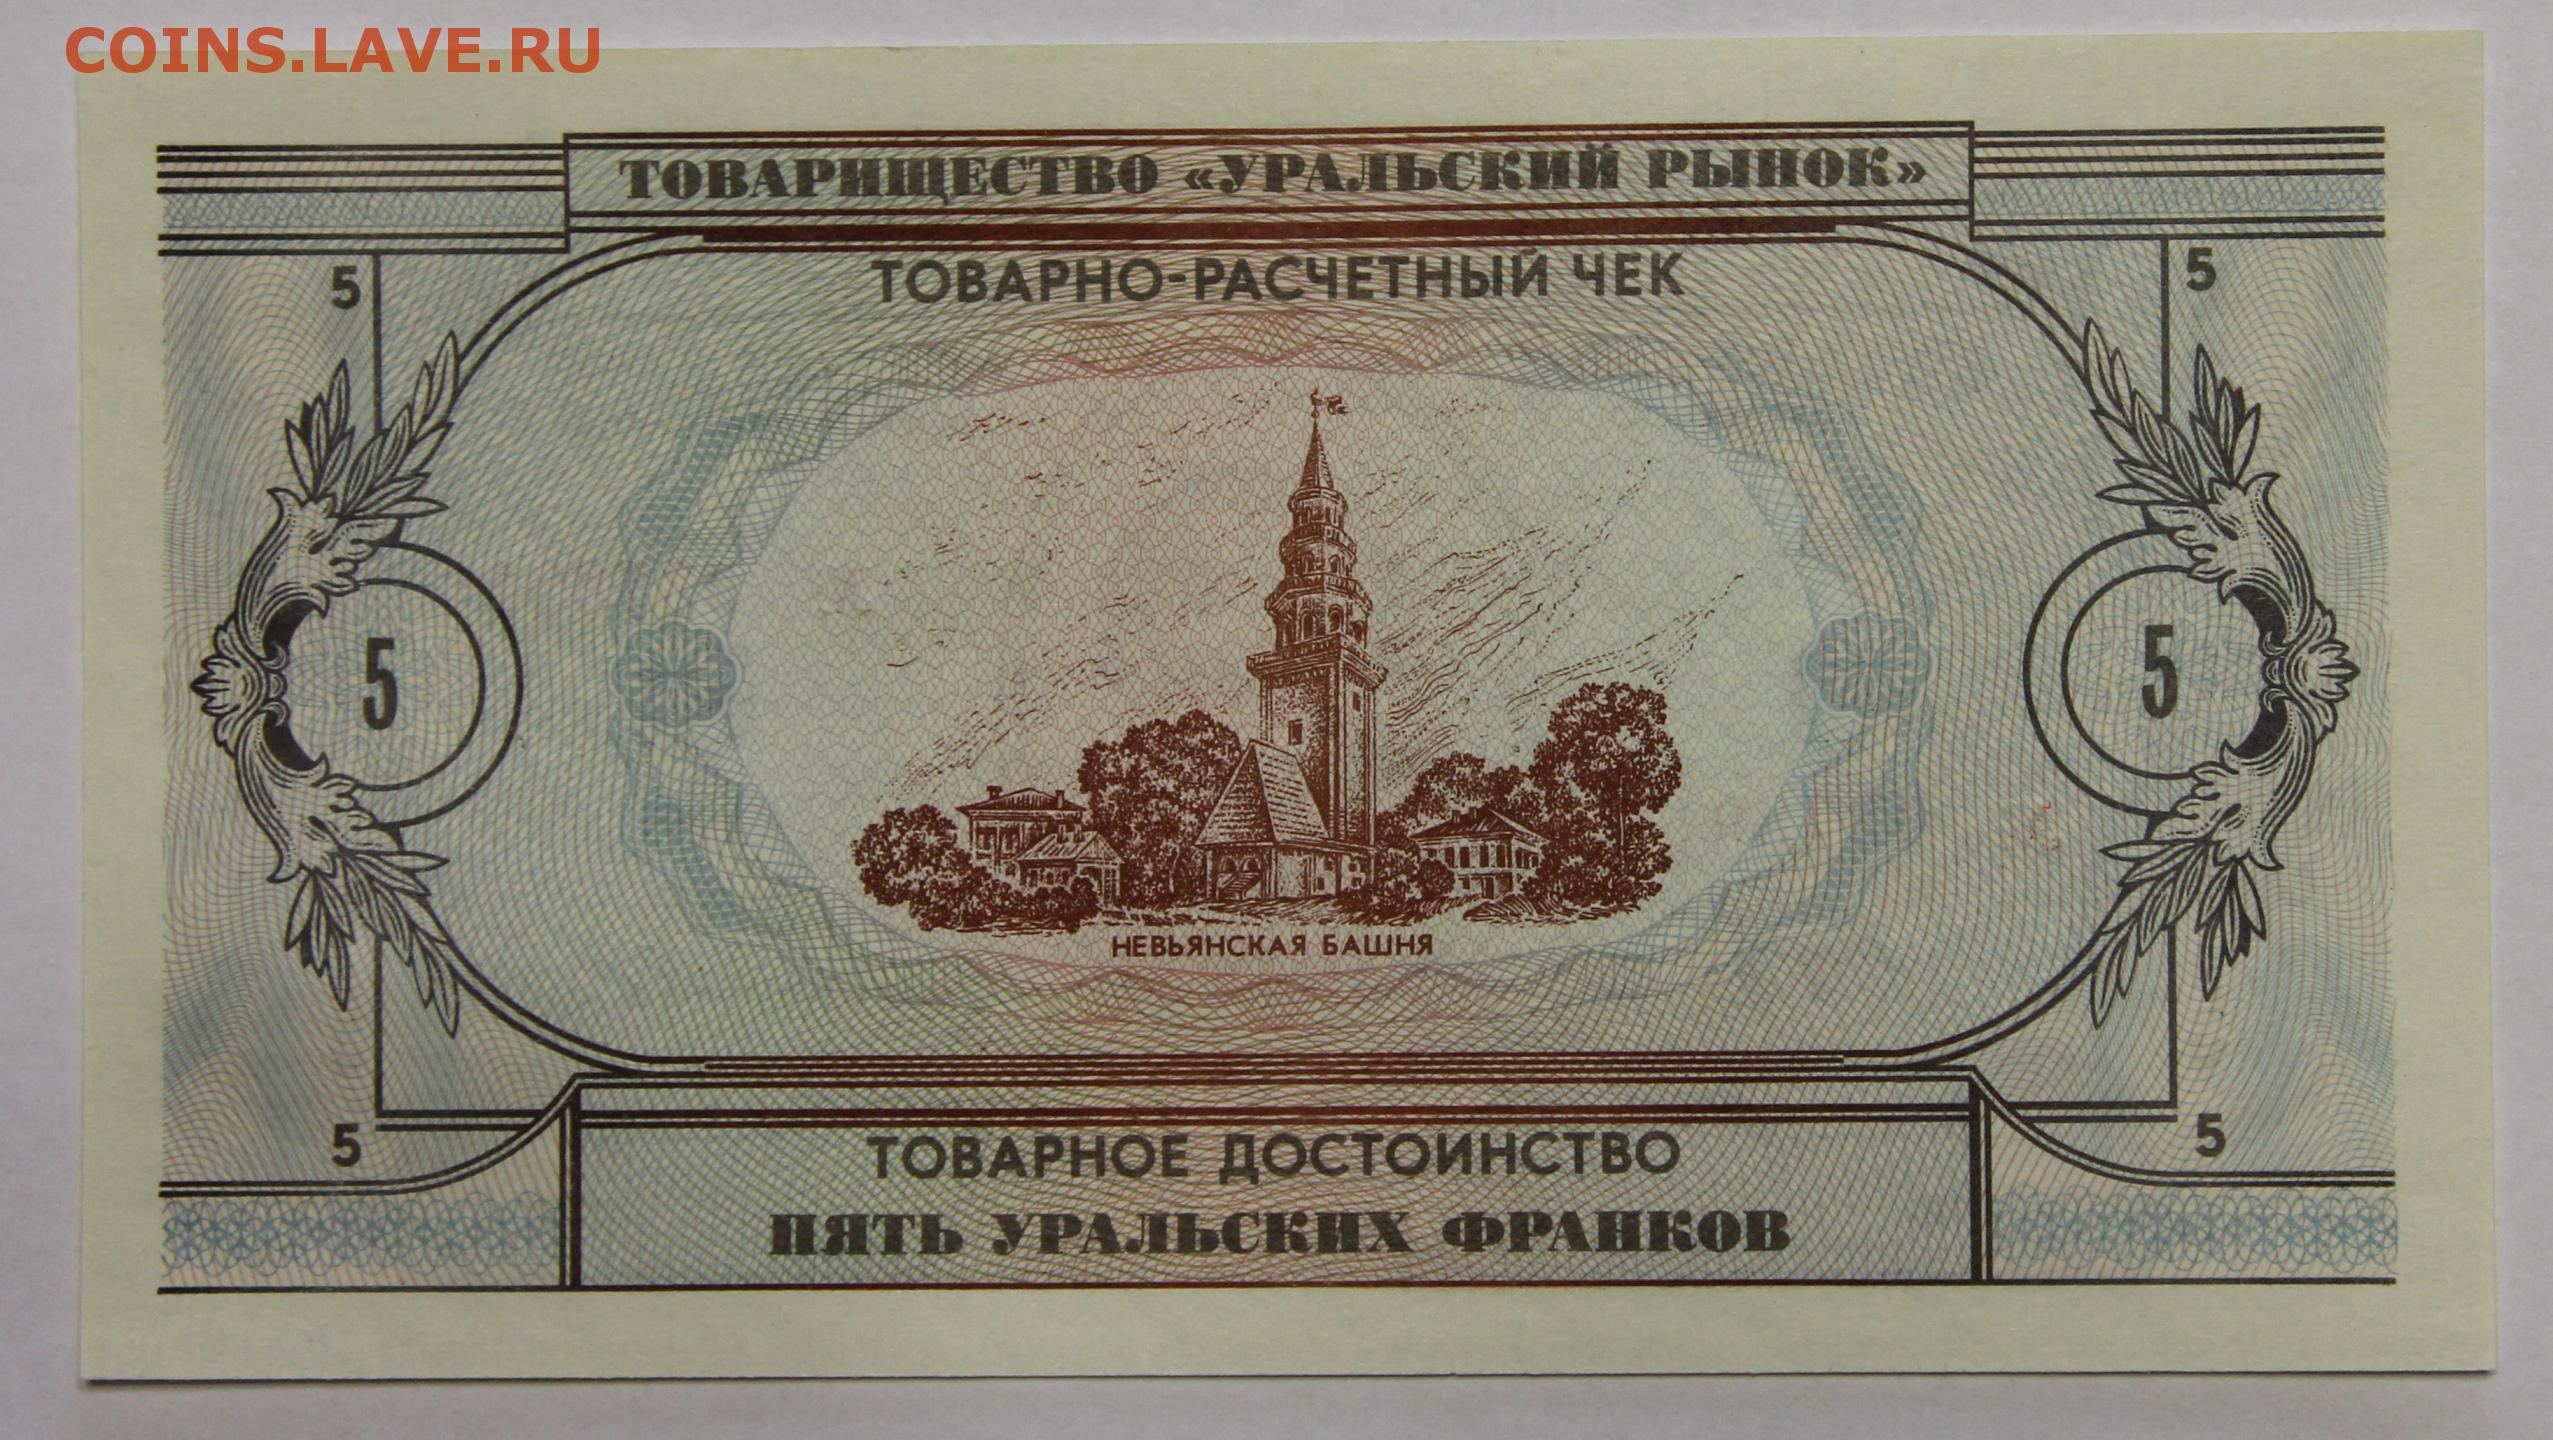 COINS.LAVE.RU
ТОВАРИЩЕСТВО «УРАЛЬСКИЙ РЫНОК»
ТОВАРНО-РАСЧЕТНЫЙ ЧЕК
5 5
5 5
НЕВЬЯНСКАЯ БАШНЯ
5 5
ТОВАРНОЕ ДОСТОИНСТВО
ПЯТЬ УРАЛЬСКИХ ФРАНКОВ